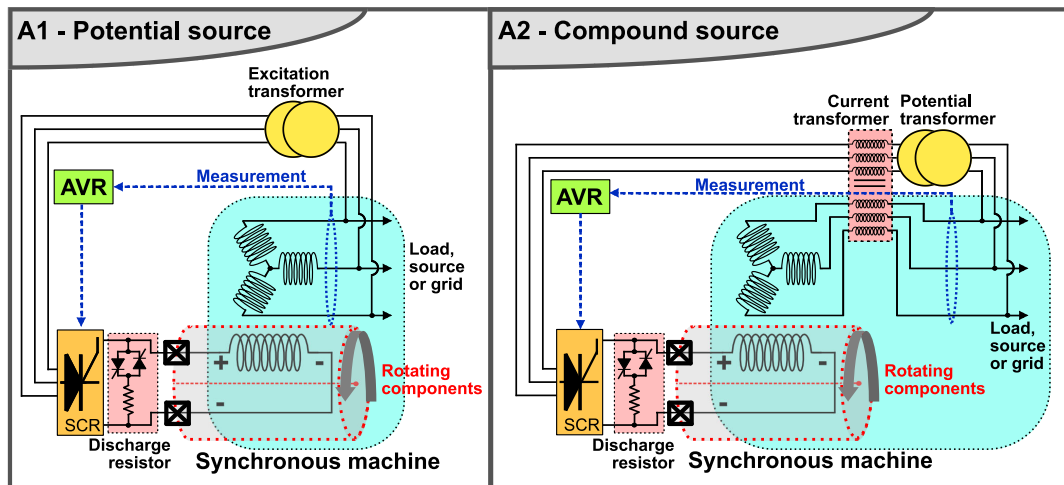 A1 - Potential source
Excitation
transformer
AVR
Measurement
Load,
source
or grid
+
-
-
Rotating
components
SCR
Discharge
resistor
Synchronous machine
A2 - Compound source
Current
transformer
Potential
transformer
AVR
Measurement
Load,
source
or grid
+
-
-
Rotating
components
SCR
Discharge
resistor
Synchronous machine